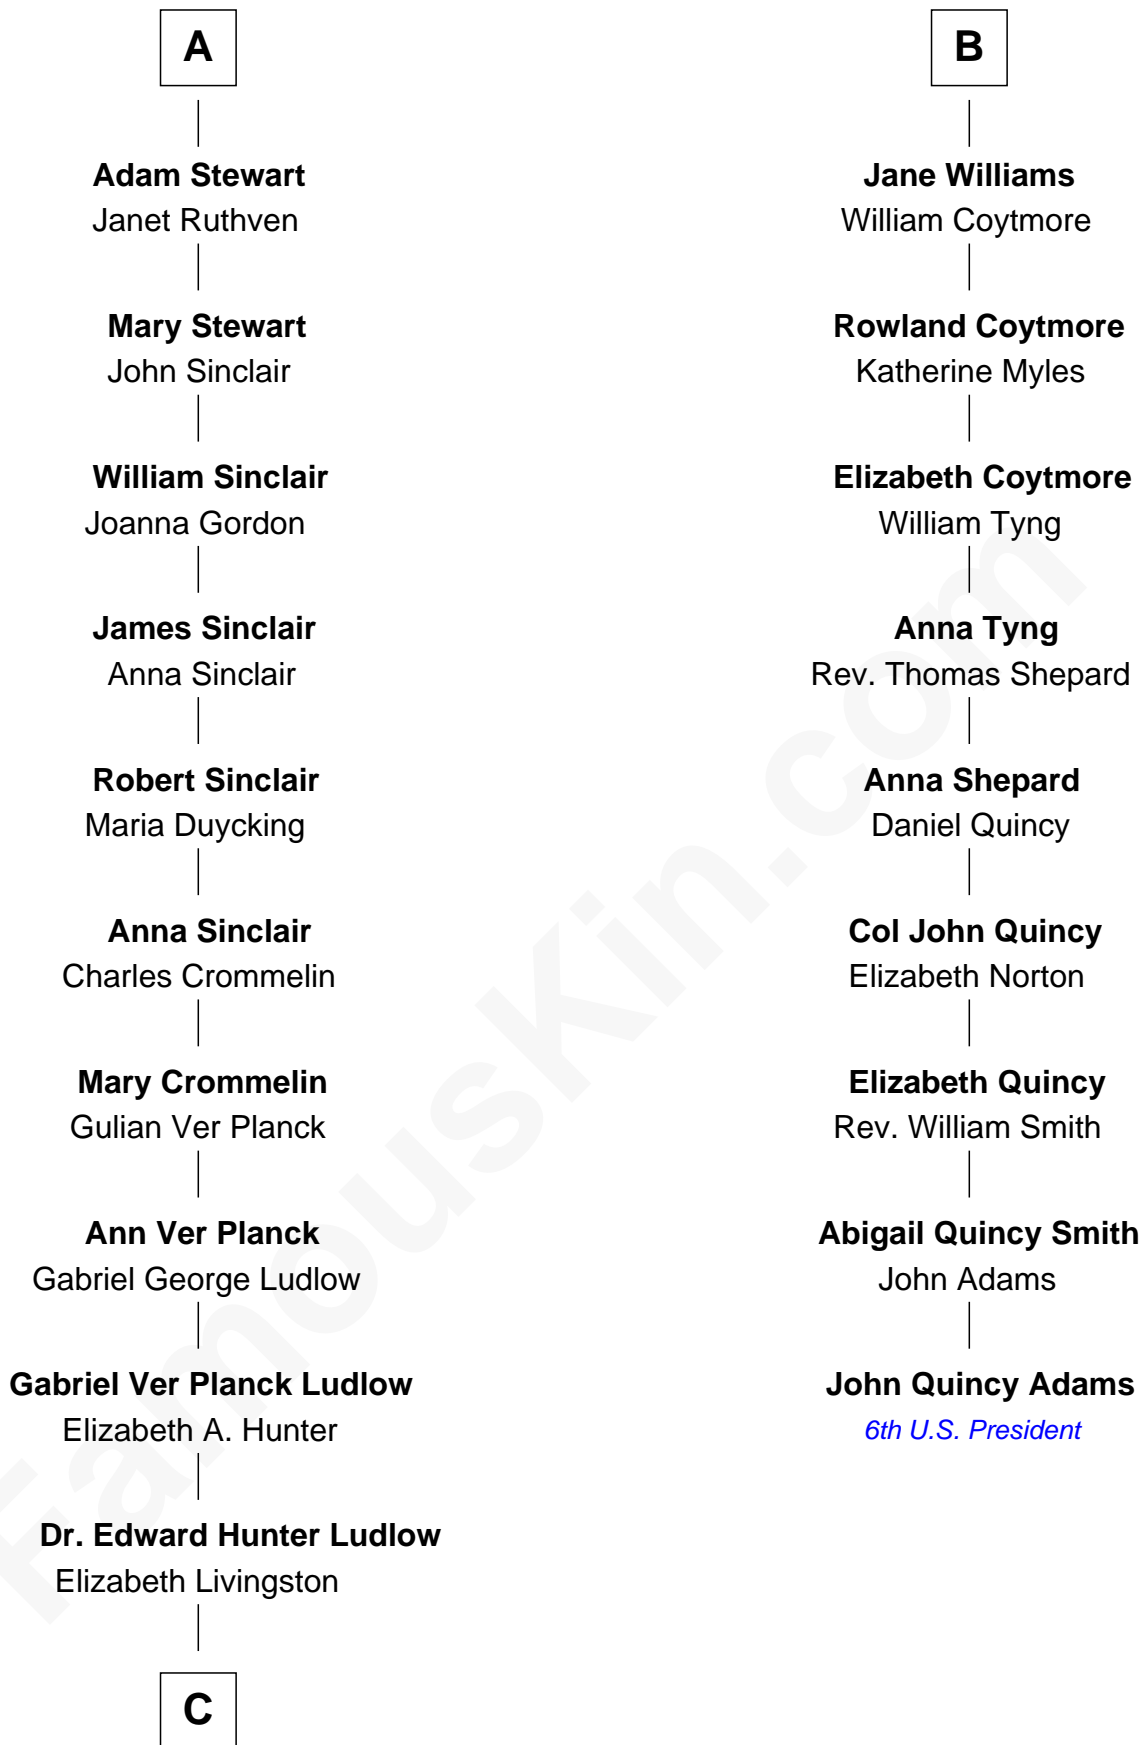 A
Adam Stewart
Janet Ruthven
Mary Stewart
John Sinclair
William Sinclair
Joanna Gordon
James Sinclair
Anna Sinclair
Robert Sinclair
Maria Duycking
Anna Sinclair
Charles Crommelin
Mary Crommelin
Gulian Ver Planck
Ann Ver Planck
Gabriel George Ludlow
Gabriel Ver Planck Ludlow
Elizabeth A. Hunter
Dr. Edward Hunter Ludlow
Elizabeth Livingston
C
B
Jane Williams
William Coytmore
Rowland Coytmore
Katherine Myles
Elizabeth Coytmore
William Tyng
Anna Tyng
Rev. Thomas Shepard
Anna Shepard
Daniel Quincy
Col John Quincy
Elizabeth Norton
Elizabeth Quincy
Rev. William Smith
Abigail Quincy Smith
John Adams
John Quincy Adams
6th U.S. President
FamousKin.com